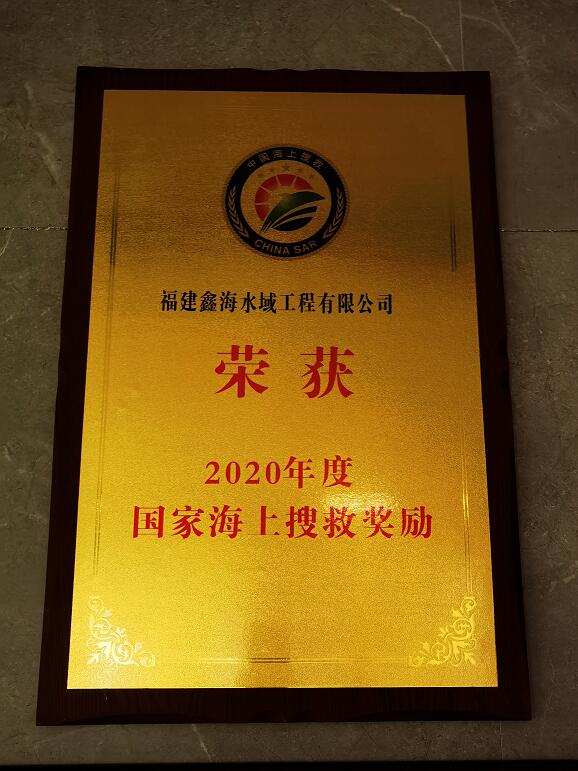 中国海上搜救
CHINA SAR
福建鑫海水域工程有限公司
荣获
2020年度
国家海上搜救奖励